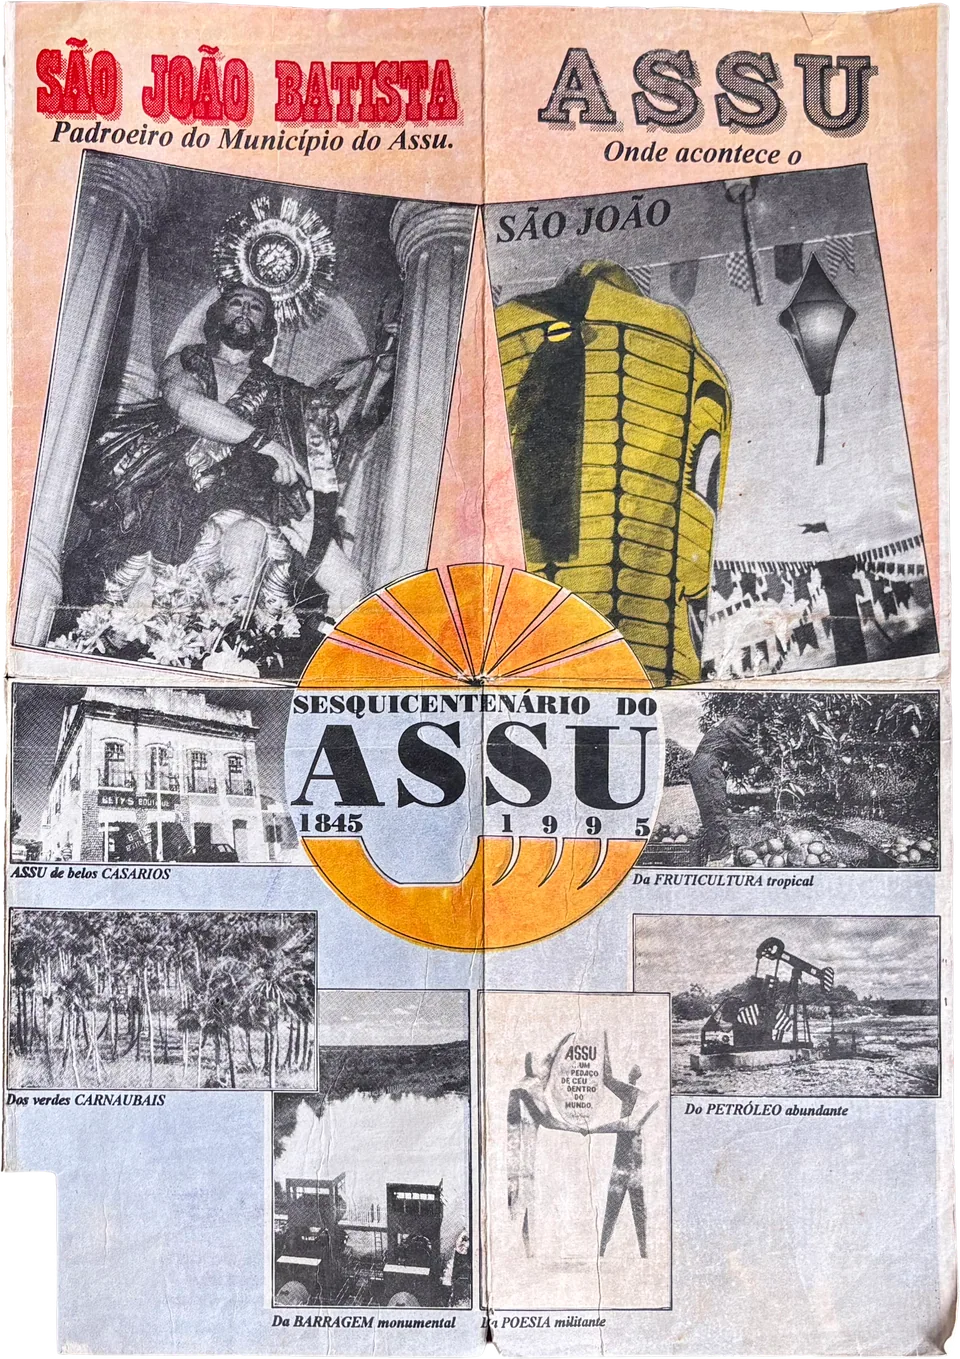 SÃO JOÃO BATISTA
Padroeiro do Município do Assu.
ASSU
Onde acontece o
SÃO JOÃO
SESQUICENTENÁRIO DO
ASSU
1845 1995
BETY'S
ASSU de belos CASARIOS
Da FRUTICULTURA tropical
Dos verdes CARNAUBAIS
Do PETRÓLEO abundante
ASSU
UM
PEDAÇO
DE CÉU
DENTRO
DO
MUNDO.
Da BARRAGEM monumental
Da POESIA militante